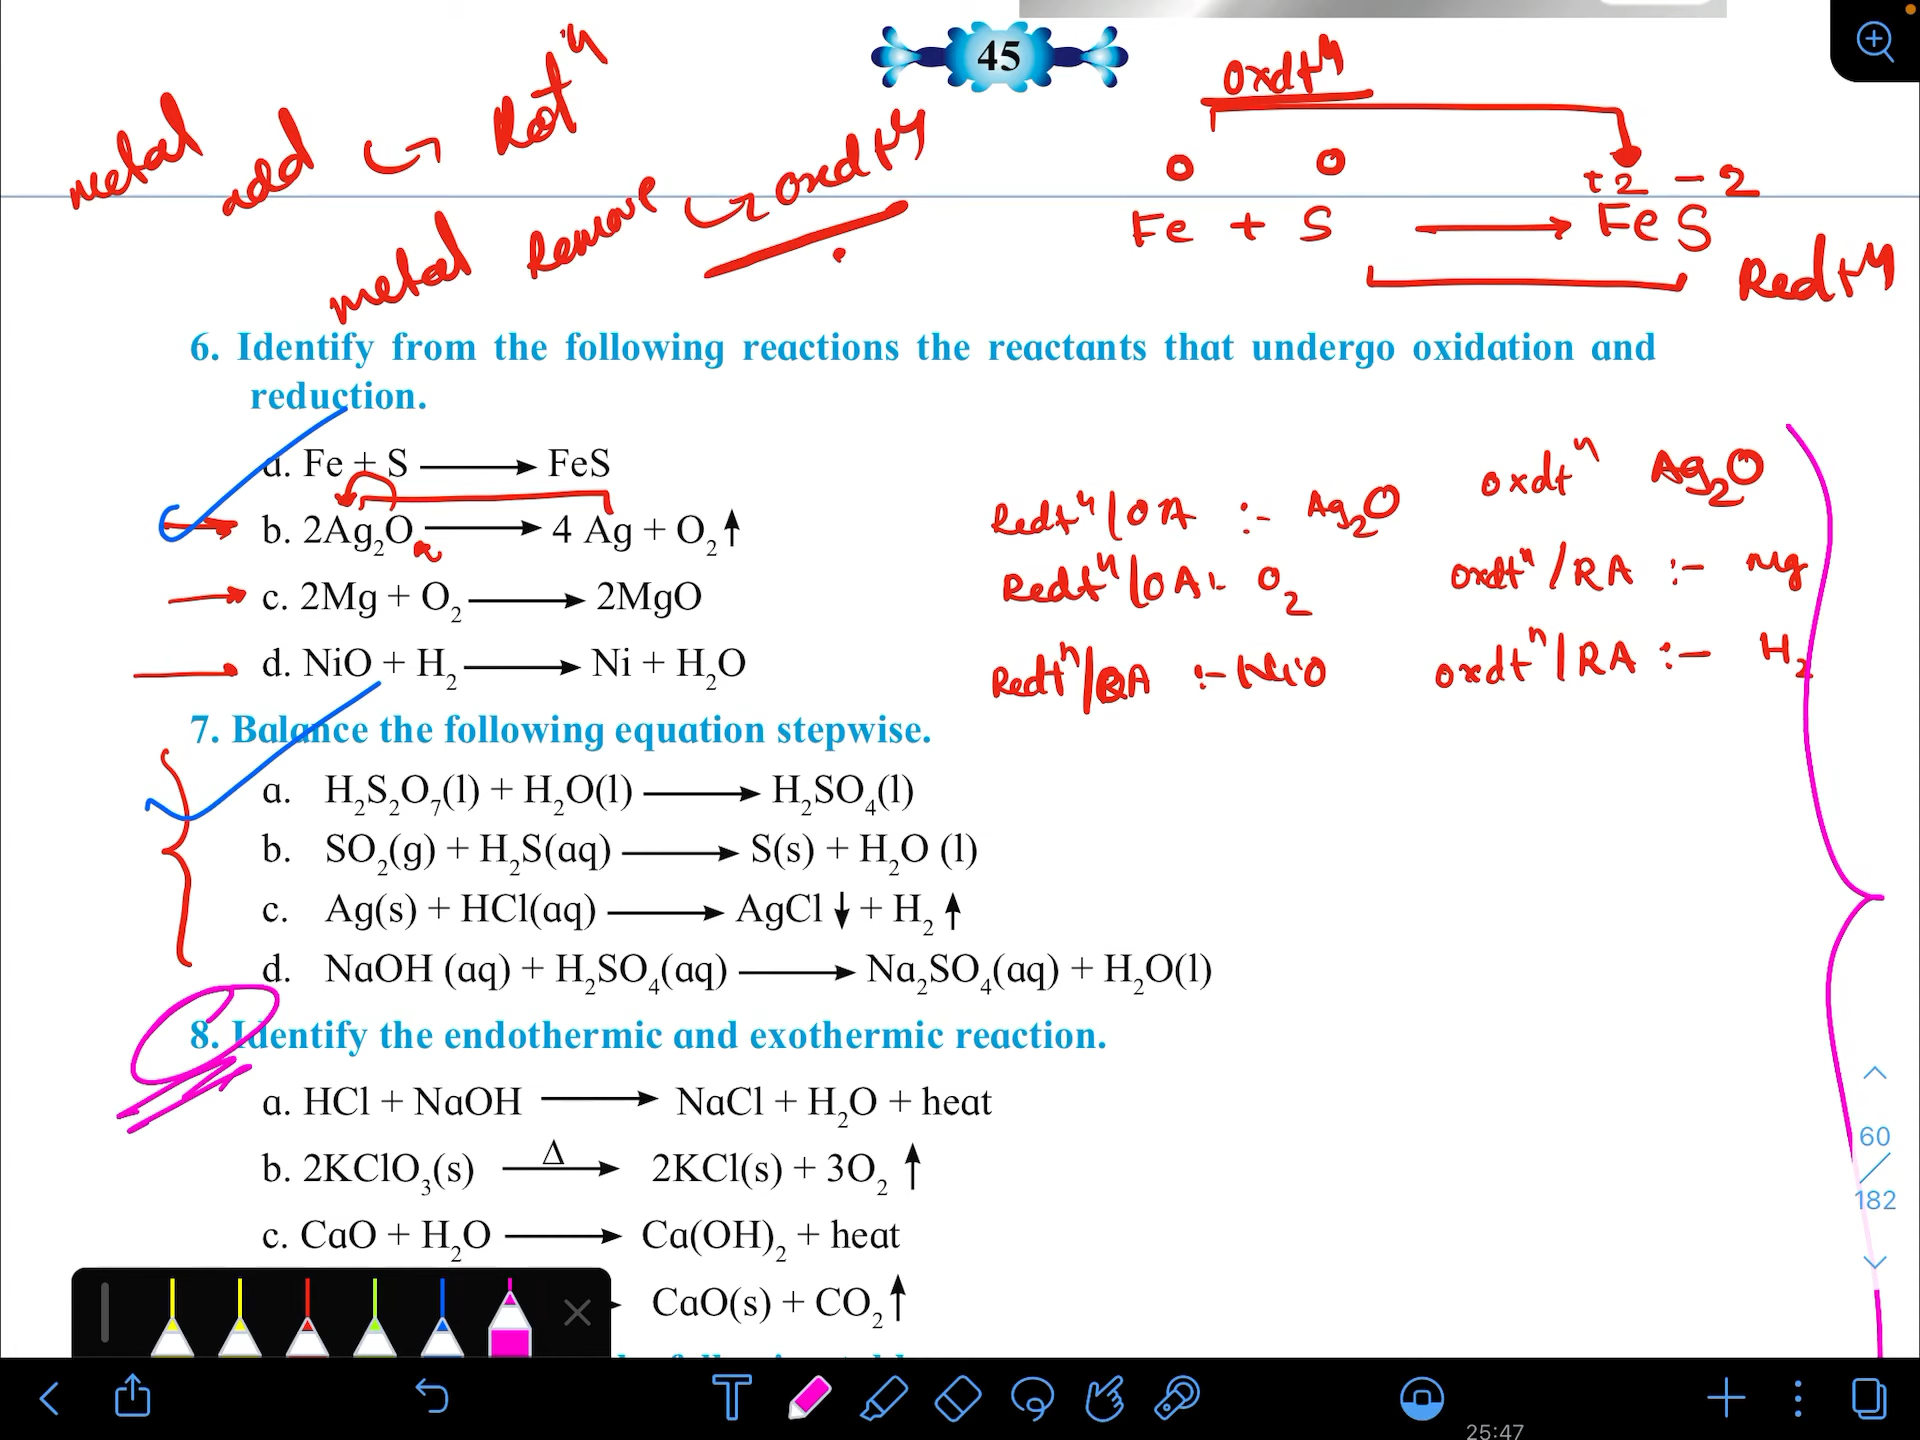 45
oxdtⁿ
metal add ↪ Rdtⁿ
metal Remove ↪ oxdtⁿ
0 0 +2 -2
Fe + S ⟶ FeS
Redtⁿ
6. Identify from the following reactions the reactants that undergo oxidation and
reduction.
a. Fe + S ⟶ FeS
oxdtⁿ Ag₂O
b. 2Ag₂O ⟶ 4 Ag + O₂↑
Redtⁿ/OA :- Ag₂O
c. 2Mg + O₂ ⟶ 2MgO
Redtⁿ/OA :- O₂ oxdtⁿ/RA :- Mg
d. NiO + H₂ ⟶ Ni + H₂O
Redtⁿ/OA :- NiO oxdtⁿ/RA :- H₂
7. Balance the following equation stepwise.
a. H₂S₂O₇(l) + H₂O(l) ⟶ H₂SO₄(l)
b. SO₂(g) + H₂S(aq) ⟶ S(s) + H₂O (l)
c. Ag(s) + HCl(aq) ⟶ AgCl↓ + H₂↑
d. NaOH (aq) + H₂SO₄(aq) ⟶ Na₂SO₄(aq) + H₂O(l)
8. Identify the endothermic and exothermic reaction.
a. HCl + NaOH ⟶ NaCl + H₂O + heat
b. 2KClO₃(s) Δ⟶ 2KCl(s) + 3O₂↑
c. CaO + H₂O ⟶ Ca(OH)₂ + heat
CaO(s) + CO₂↑
60
/
182
T
25:47